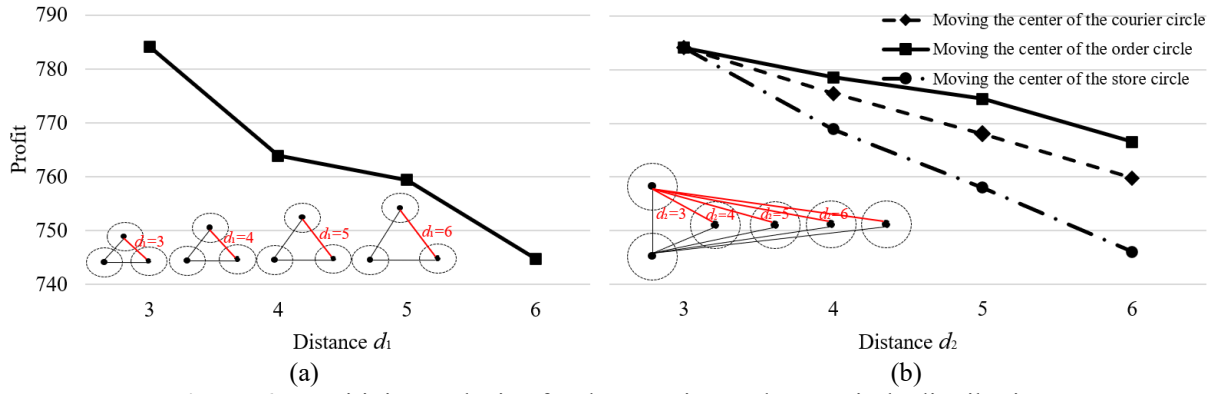 790
780
770
760
750
740
Profit
d₁=3
d₁=4
d₁=5
d₁=6
3 4 5 6
Distance d₁
(a)
Moving the center of the courier circle
Moving the center of the order circle
Moving the center of the store circle
d₂=3
d₂=4
d₂=5
d₂=6
3 4 5 6
Distance d₂
(b)